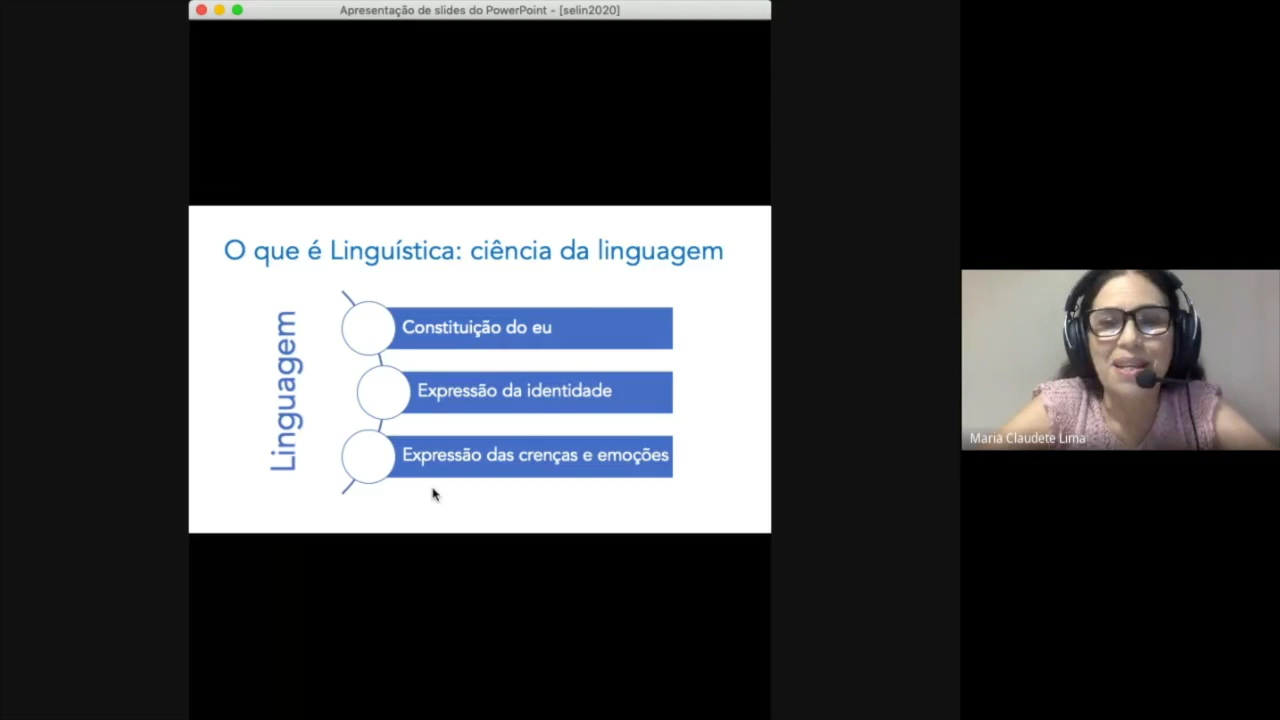 Apresentação de slides do PowerPoint - [selin2020]
O que é Linguística: ciência da linguagem
Linguagem
Constituição do eu
Expressão da identidade
Expressão das crenças e emoções
Maria Claudete Lima